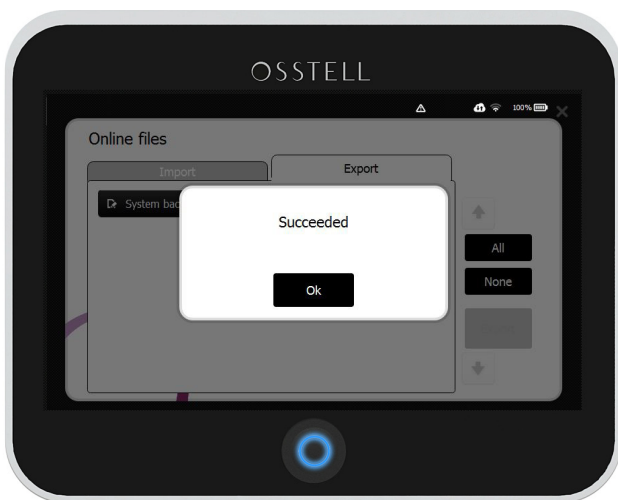 OSSTELL
100%
Online files
Import
Export
System bac
Succeeded
All
Ok
None